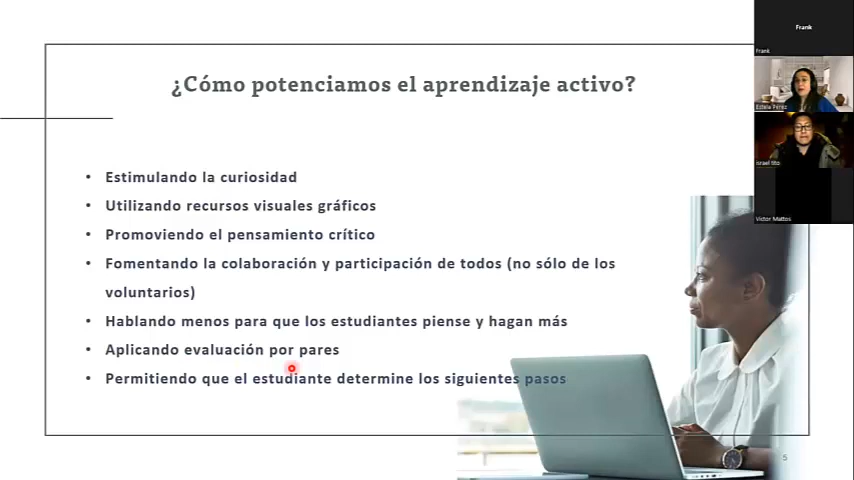 Frank
Frank
Estela Pérez
israel tito
Victor Mattos
¿Cómo potenciamos el aprendizaje activo?
• Estimulando la curiosidad
• Utilizando recursos visuales gráficos
• Promoviendo el pensamiento crítico
• Fomentando la colaboración y participación de todos (no sólo de los
voluntarios)
• Hablando menos para que los estudiantes piense y hagan más
• Aplicando evaluación por pares
• Permitiendo que el estudiante determine los siguientes pasos
5